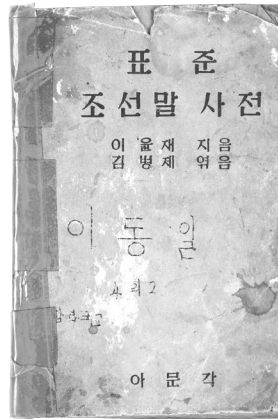 표 준
조선말 사전
이 윤 재 지음
김 병 제 엮음
이동일
아 문 각